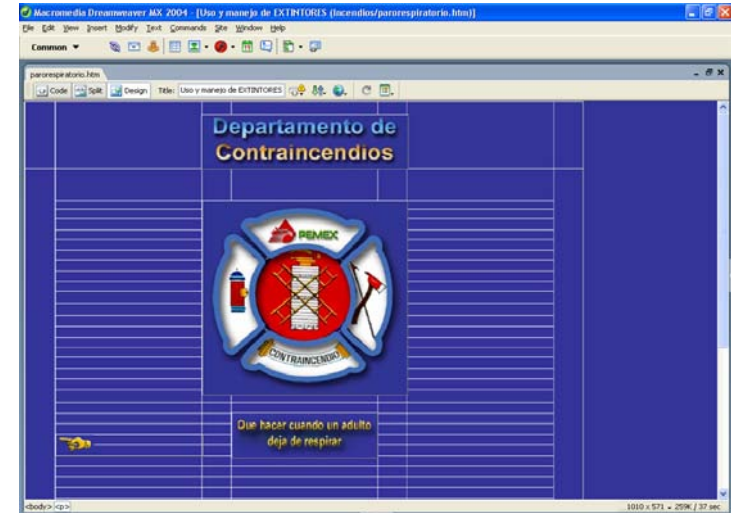 Macromedia Dreamweaver MX 2004 - [Uso y manejo de EXTINTORES (Incendios/parorespiratorio.htm)]
File Edit View Insert Modify Text Commands Site Window Help
Common
parorespiratorio.htm
Code Split Design Title: Uso y manejo de EXTINTORES
Departamento de
Contraincendios
PEMEX
CONTRAINCENDIO
Que hacer cuando un adulto
deja de respirar
<body> <p> 1010 x 571 259K / 37 sec